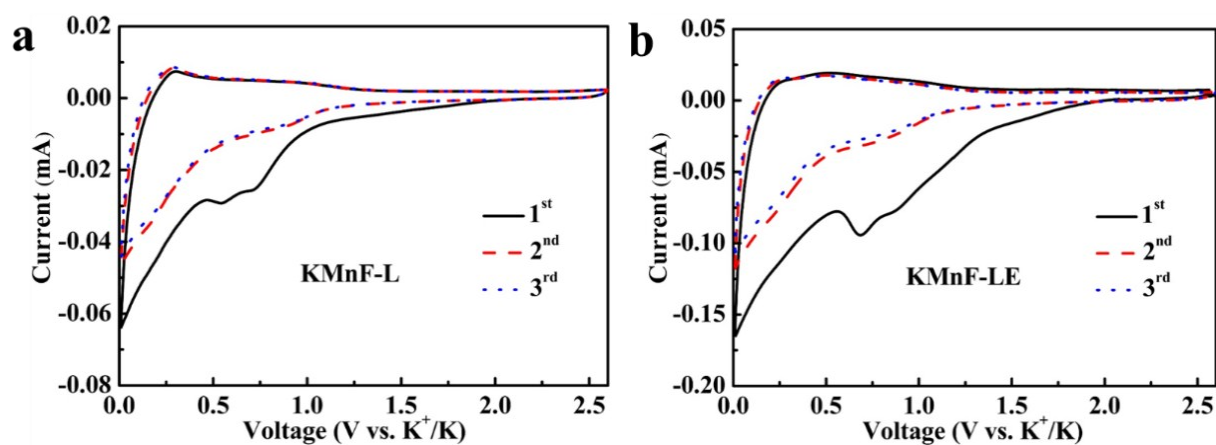 a
0.02
0.00
-0.02
-0.04
-0.06
-0.08
Current (mA)
1st
2nd
3rd
KMnF-L
0.0 0.5 1.0 1.5 2.0 2.5
Voltage (V vs. K+/K)
b
0.05
0.00
-0.05
-0.10
-0.15
-0.20
Current (mA)
1st
2nd
3rd
KMnF-LE
0.0 0.5 1.0 1.5 2.0 2.5
Voltage (V vs. K+/K)